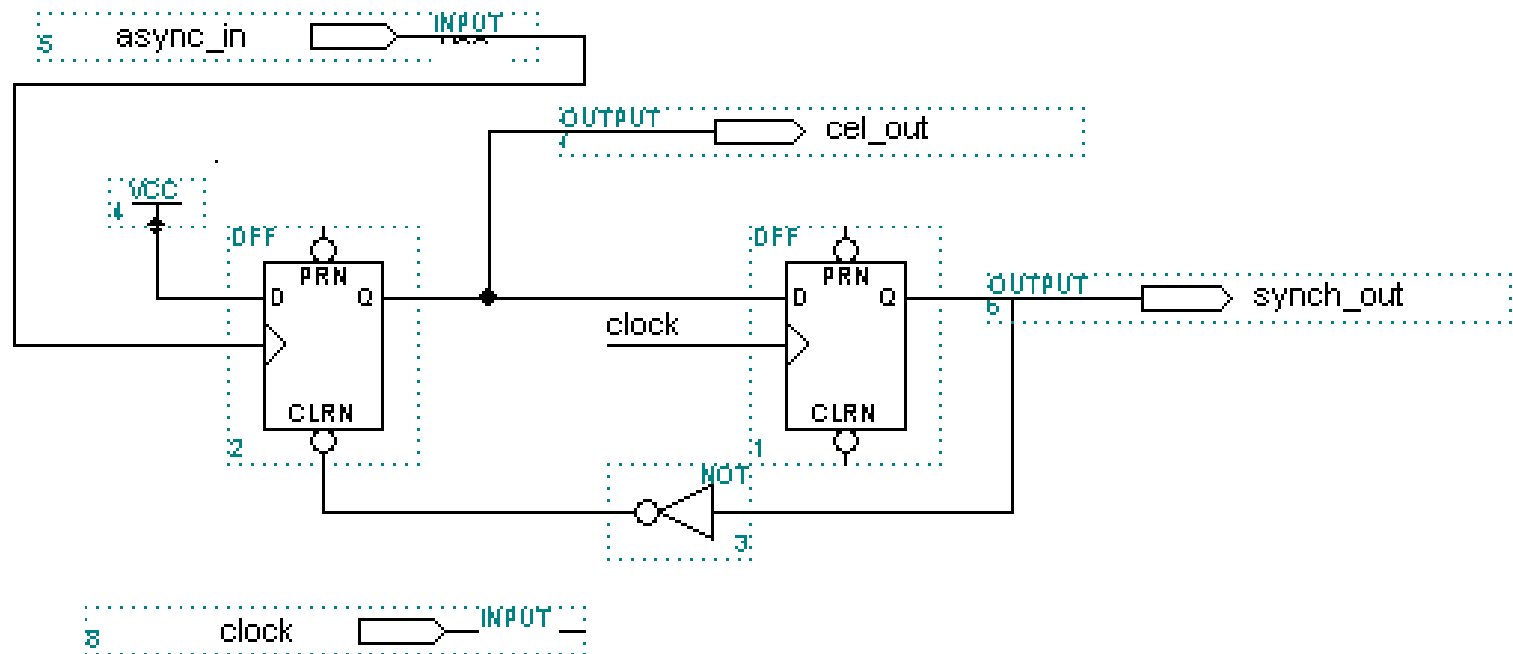 INPUT
5 async_in
OUTPUT
cel_out
VCC
4
DFF
PRN
D Q
CLRN
2
DFF
PRN
D Q
clock
CLRN
1
OUTPUT
6 synch_out
NOT
3
INPUT
8 clock